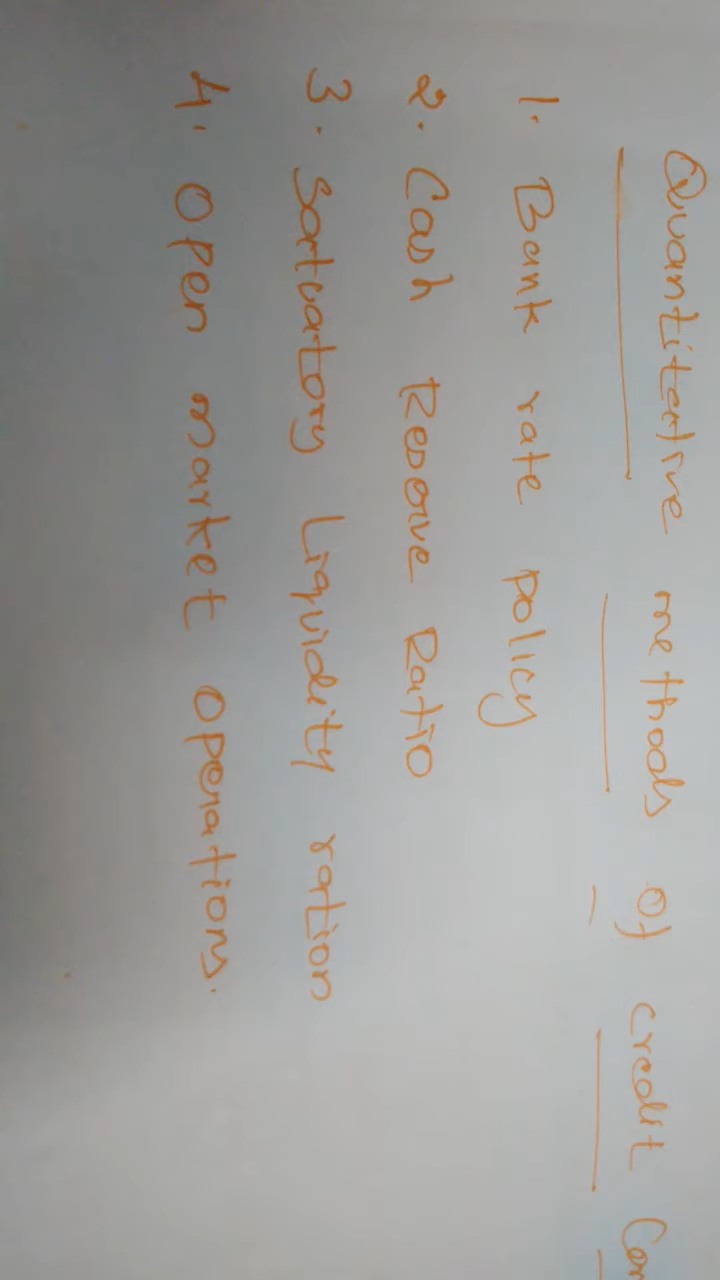 Quantitative methods of credit Con
1. Bank rate policy
2. Cash Reserve Ratio
3. Sartuatory Liquidity ration
4. Open market operations.